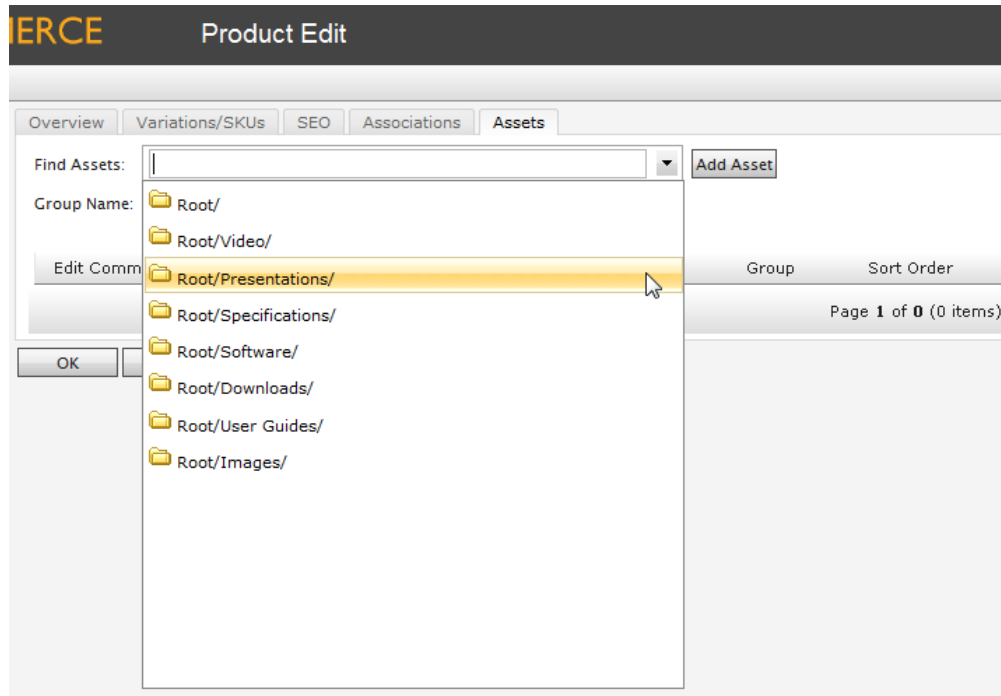 IERCE Product Edit
Overview Variations/SKUs SEO Associations Assets
Find Assets: Add Asset
Group Name:
Root/
Root/Video/
Edit Comm Group Sort Order
Root/Presentations/
Root/Specifications/
Page 1 of 0 (0 items)
Root/Software/
OK
Root/Downloads/
Root/User Guides/
Root/Images/